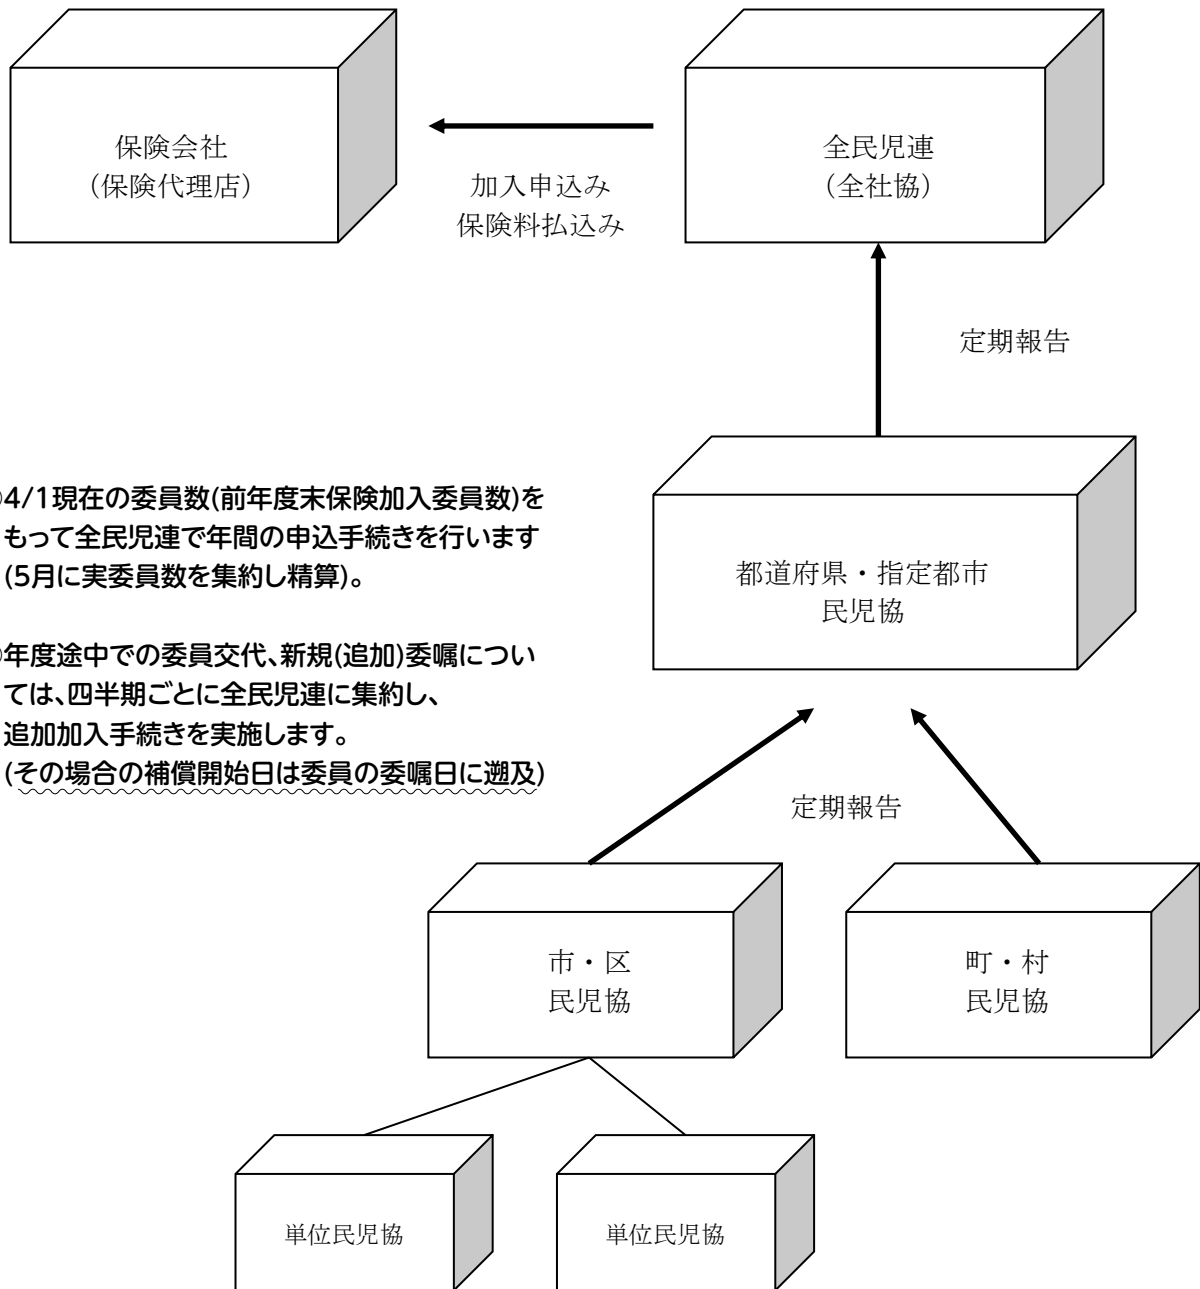 保険会社
（保険代理店）
全民児連
（全社協）
加入申込み
保険料払込み
定期報告
4/1現在の委員数(前年度末保険加入委員数)を
もって全民児連で年間の申込手続きを行います
(5月に実委員数を集約し精算)。
年度途中での委員交代、新規(追加)委嘱につい
ては、四半期ごとに全民児連に集約し、
追加加入手続きを実施します。
(その場合の補償開始日は委員の委嘱日に遡及)
都道府県・指定都市
民児協
定期報告
市・区
民児協
町・村
民児協
単位民児協
単位民児協